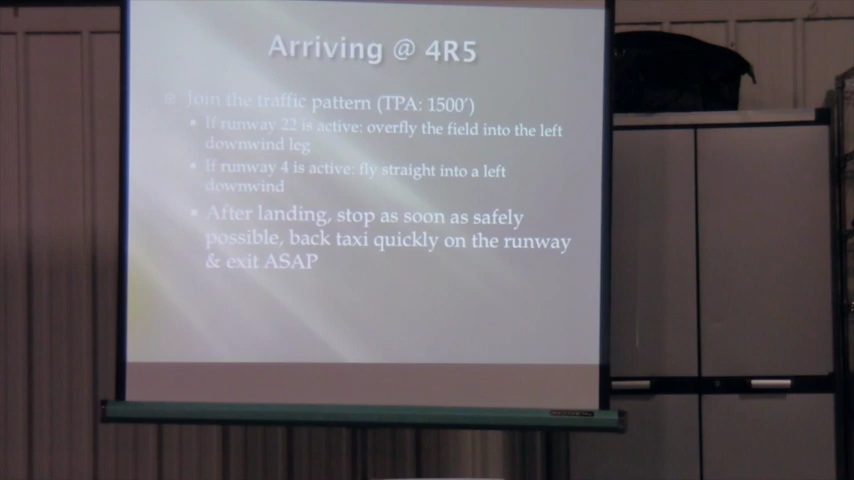 Arriving @ 4R5
Join the traffic pattern (TPA: 1500')
If runway 22 is active: overfly the field into the left
downwind leg
If runway 4 is active: fly straight into a left
downwind
After landing, stop as soon as safely
possible, back taxi quickly on the runway
& exit ASAP